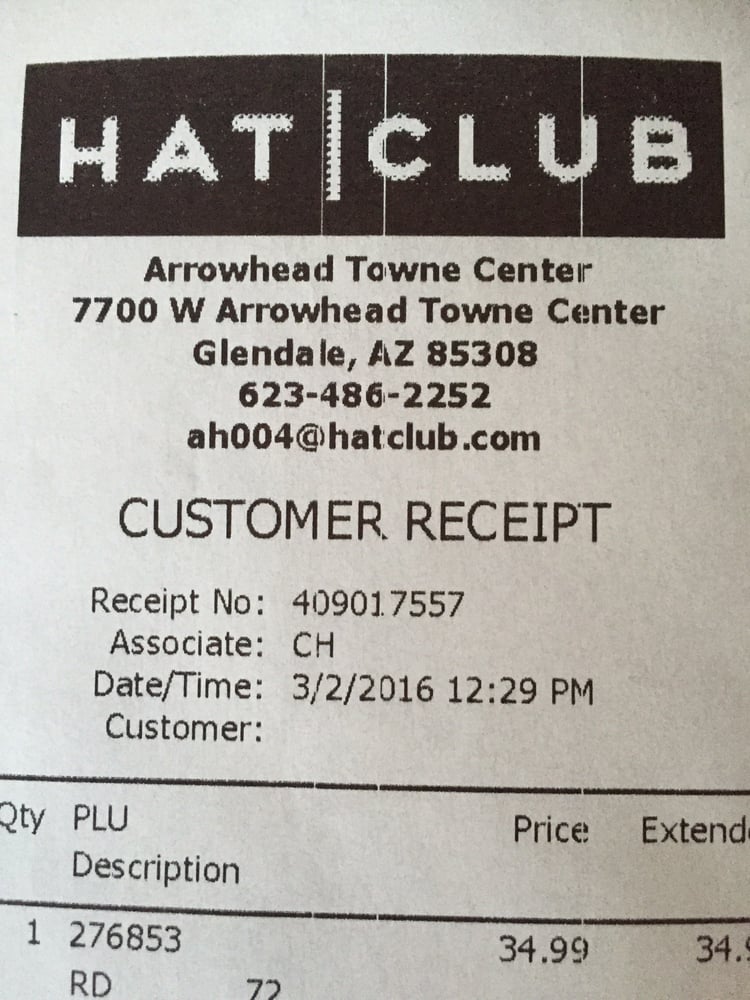 HAT CLUB
Arrowhead Towne Center
7700 W Arrowhead Towne Center
Glendale, AZ 85308
623-486-2252
ah004@hatclub.com
CUSTOMER RECEIPT
Receipt No: 409017557
Associate: CH
Date/Time: 3/2/2016 12:29 PM
Customer:
Qty PLU Price
Description
1 276853 34.99
RD 72